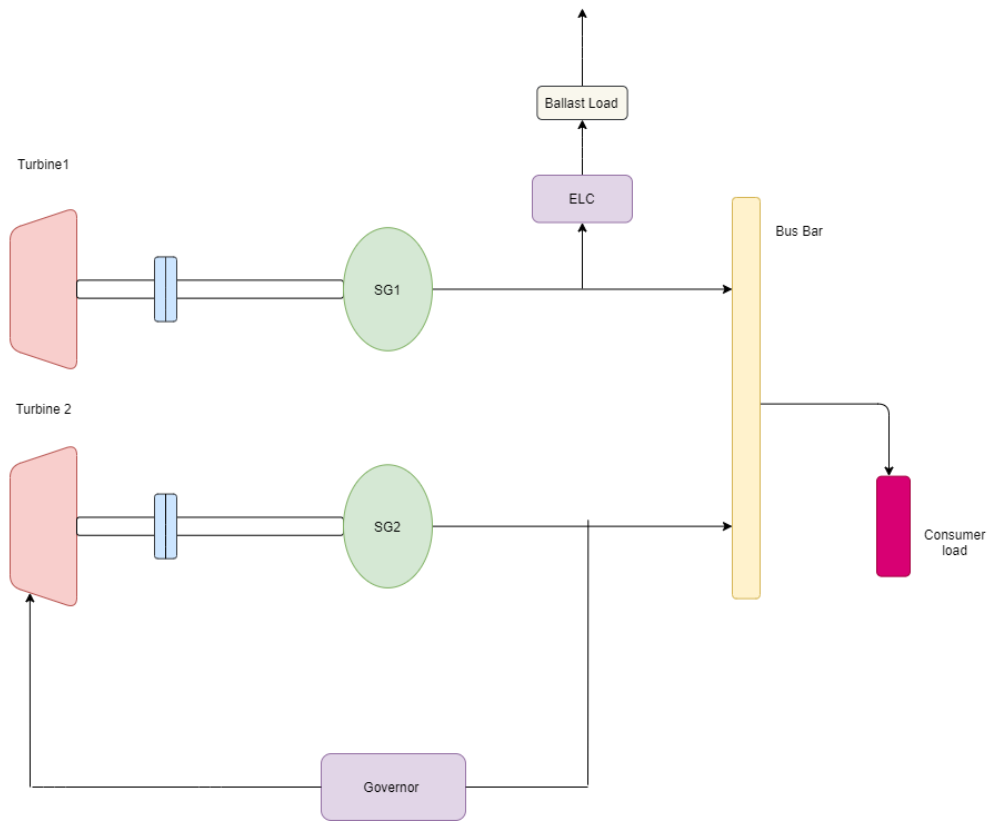 Ballast Load
Turbine1
ELC
Bus Bar
SG1
Turbine 2
SG2
Consumer
load
Governor